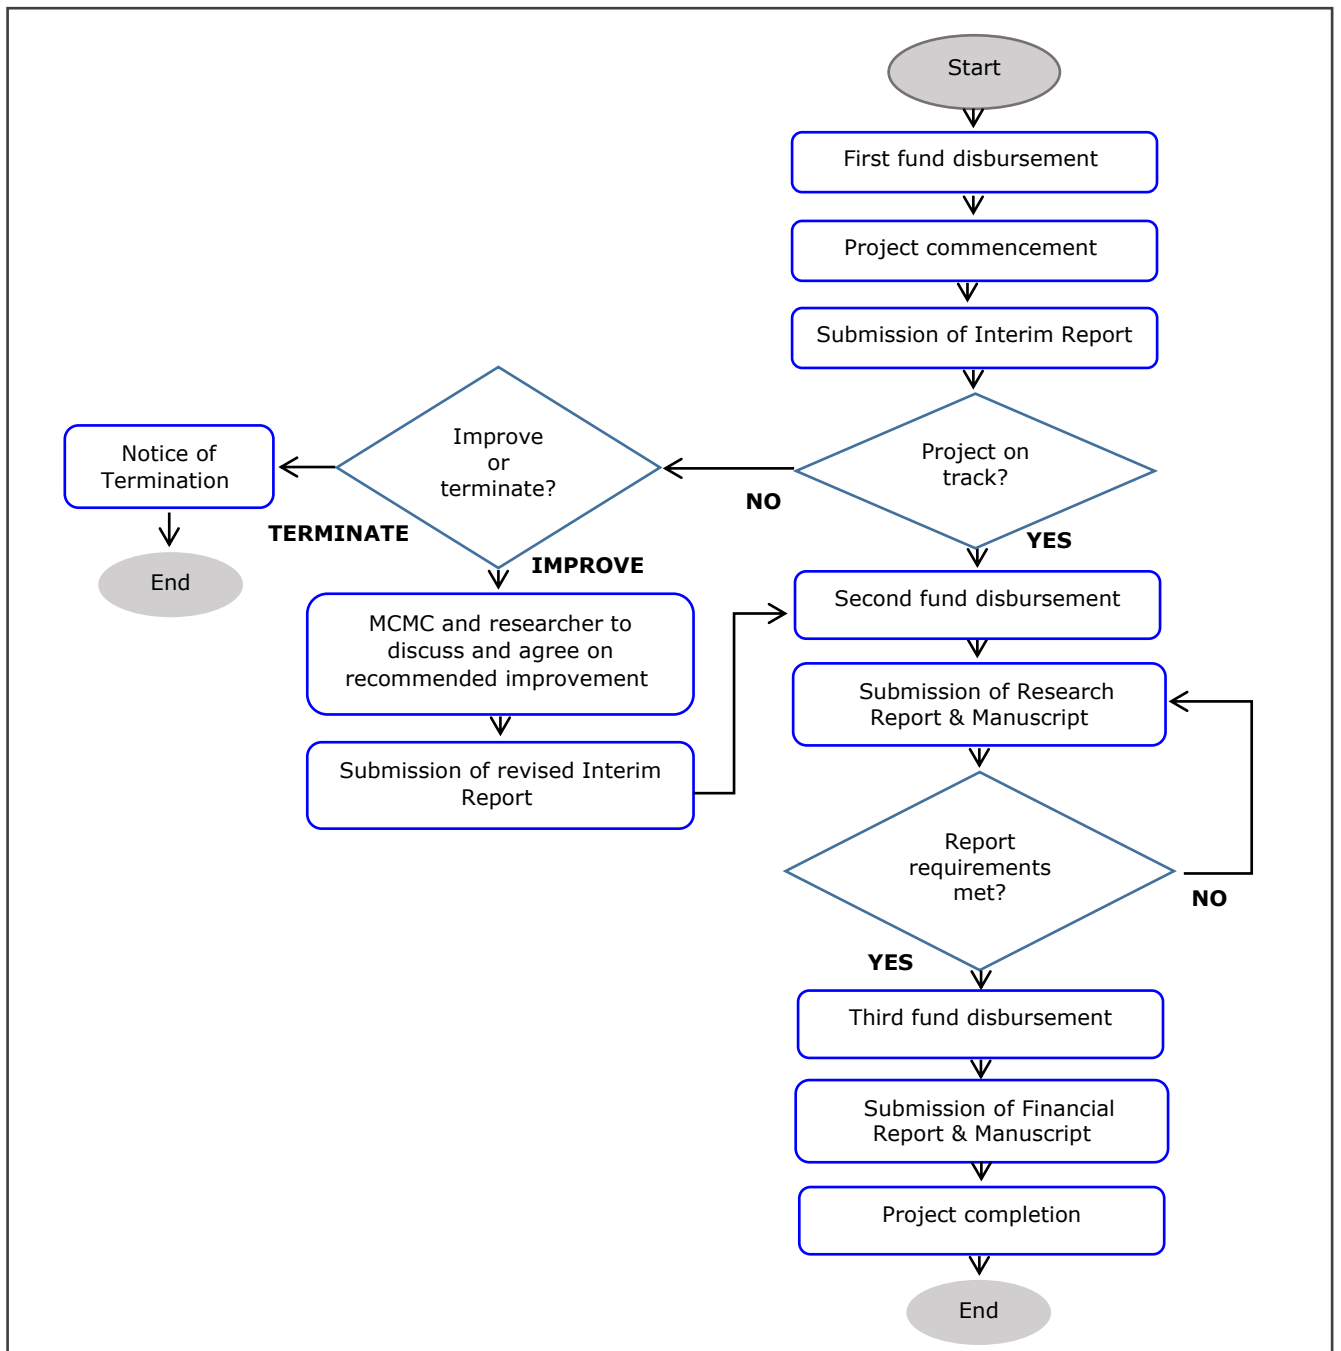 Start
First fund disbursement
Project commencement
Submission of Interim Report
Project on
track?
NO
YES
Improve
or
terminate?
TERMINATE
IMPROVE
Notice of
Termination
End
MCMC and researcher to
discuss and agree on
recommended improvement
Submission of revised Interim
Report
Second fund disbursement
Submission of Research
Report & Manuscript
Report
requirements
met?
NO
YES
Third fund disbursement
Submission of Financial
Report & Manuscript
Project completion
End